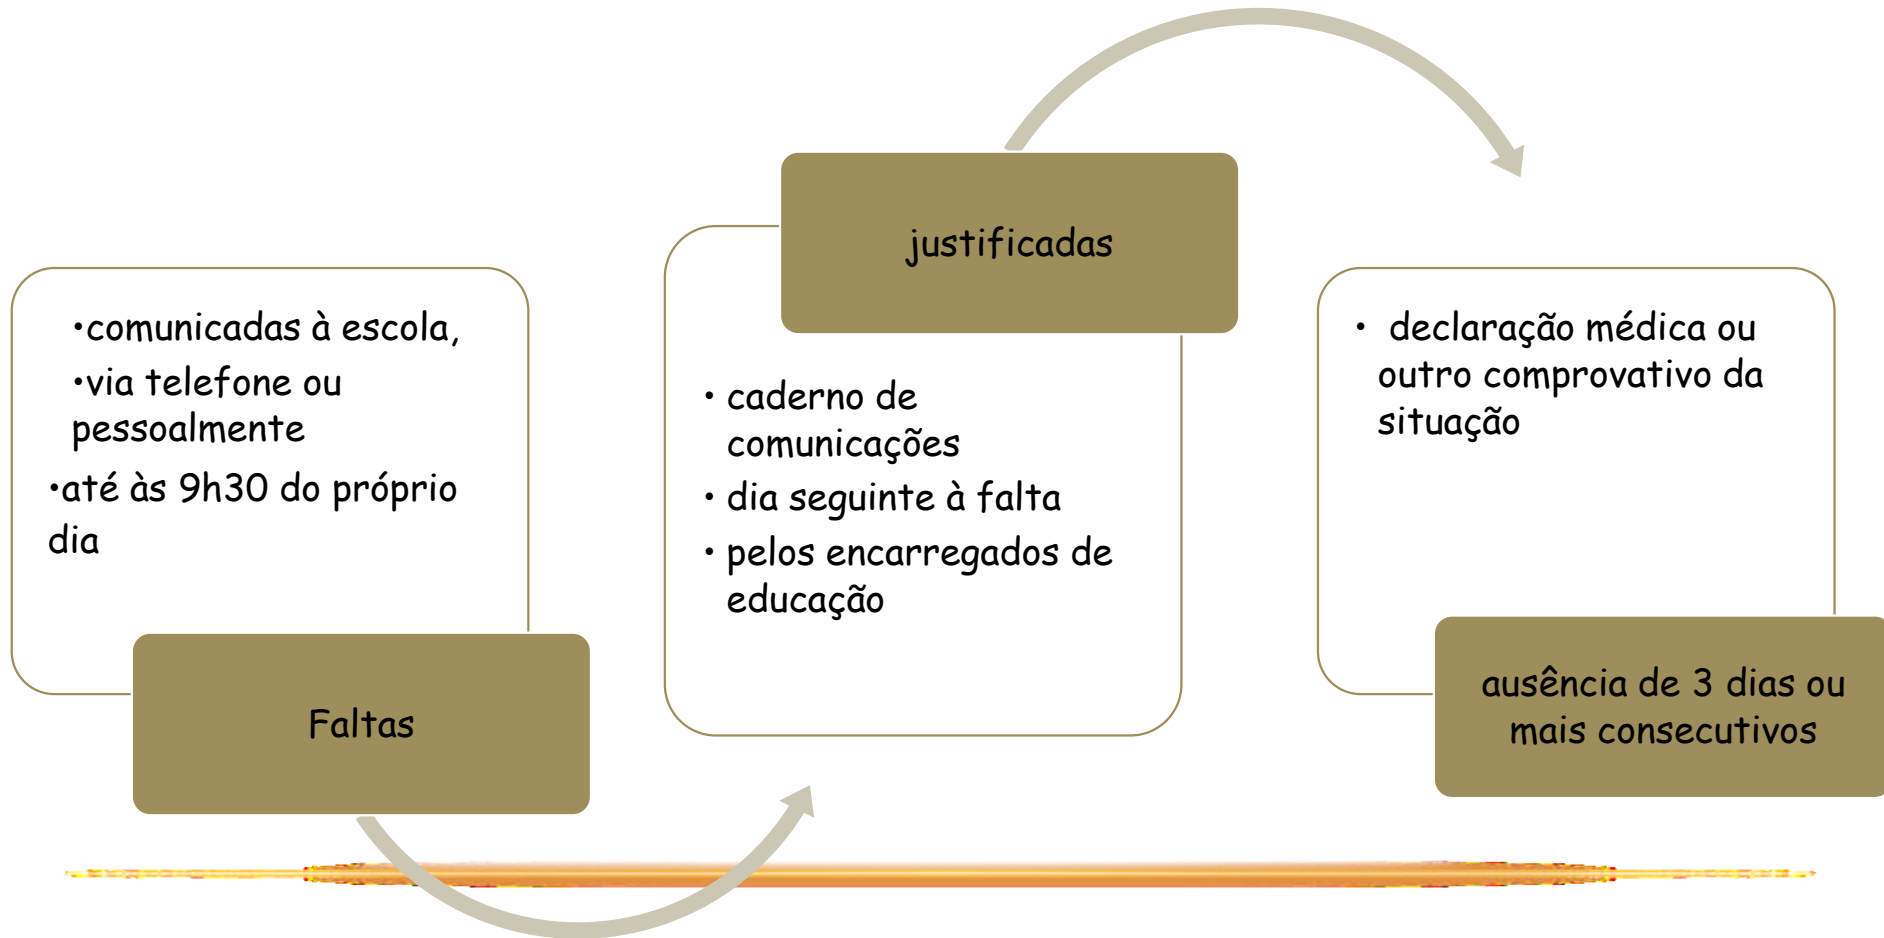 •comunicadas à escola,
•via telefone ou
pessoalmente
•até às 9h30 do próprio
dia
Faltas
justificadas
• caderno de
comunicações
• dia seguinte à falta
• pelos encarregados de
educação
• declaração médica ou
outro comprovativo da
situação
ausência de 3 dias ou
mais consecutivos